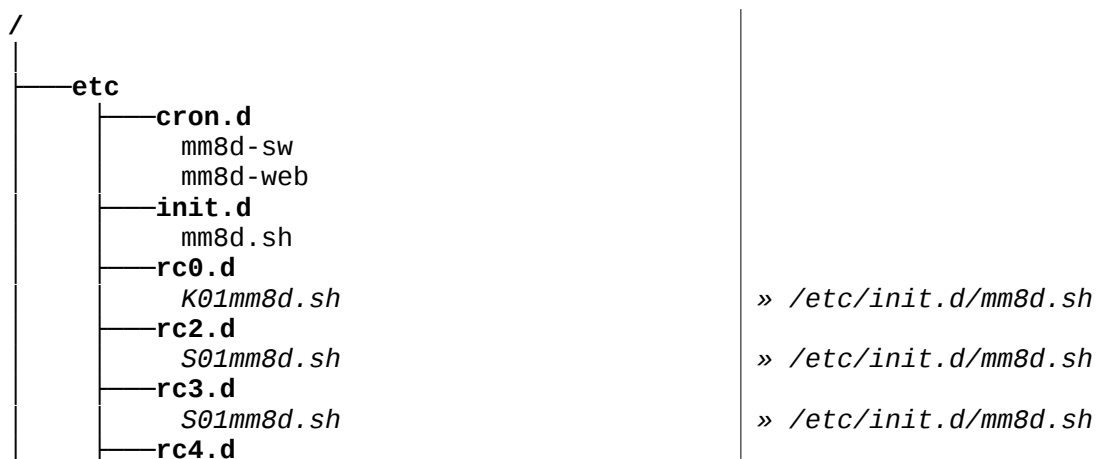 /
etc
cron.d
mm8d-sw
mm8d-web
init.d
mm8d.sh
rc0.d
K01mm8d.sh » /etc/init.d/mm8d.sh
rc2.d
S01mm8d.sh » /etc/init.d/mm8d.sh
rc3.d
S01mm8d.sh » /etc/init.d/mm8d.sh
rc4.d